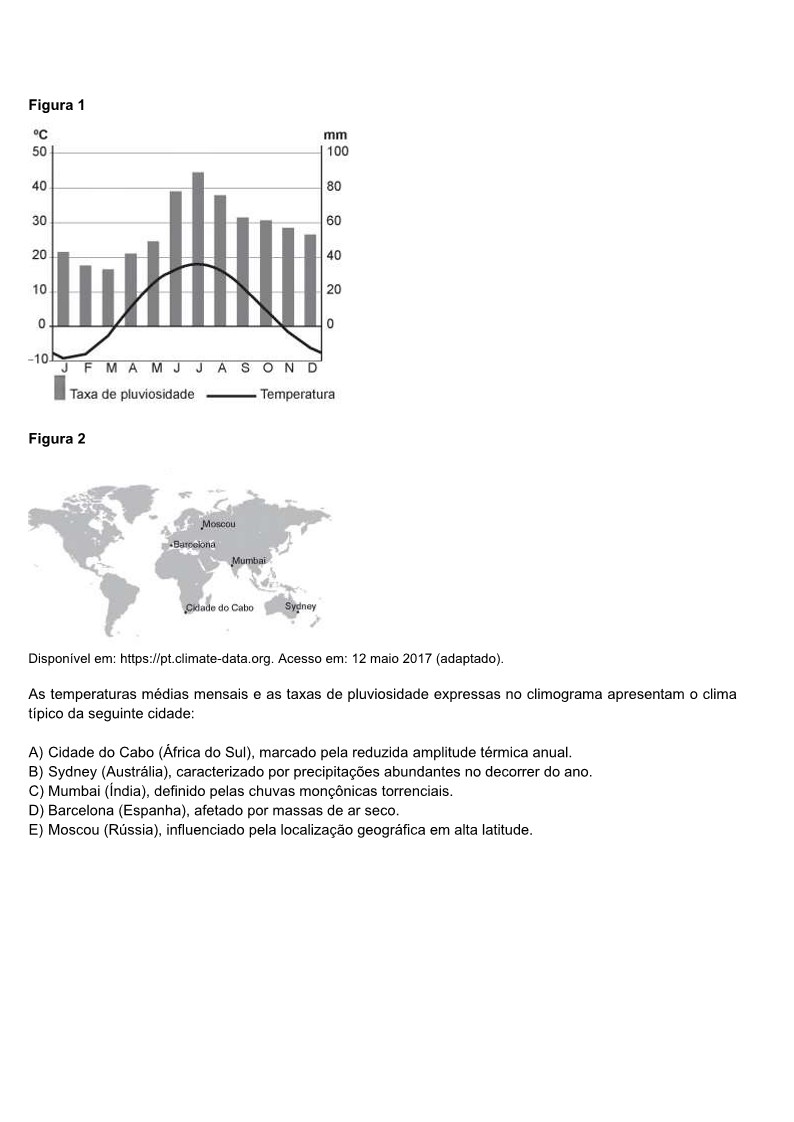 Figura 1
ºC mm
50 100
40 80
30 60
20 40
10 20
0 0
–10
J F M A M J J A S O N D
Taxa de pluviosidade Temperatura
Figura 2
Moscou
Barcelona
Mumbai
Cidade do Cabo Sydney
Disponível em: https://pt.climate-data.org. Acesso em: 12 maio 2017 (adaptado).
As temperaturas médias mensais e as taxas de pluviosidade expressas no climograma apresentam o clima
típico da seguinte cidade:
A) Cidade do Cabo (África do Sul), marcado pela reduzida amplitude térmica anual.
B) Sydney (Austrália), caracterizado por precipitações abundantes no decorrer do ano.
C) Mumbai (Índia), definido pelas chuvas monçônicas torrenciais.
D) Barcelona (Espanha), afetado por massas de ar seco.
E) Moscou (Rússia), influenciado pela localização geográfica em alta latitude.